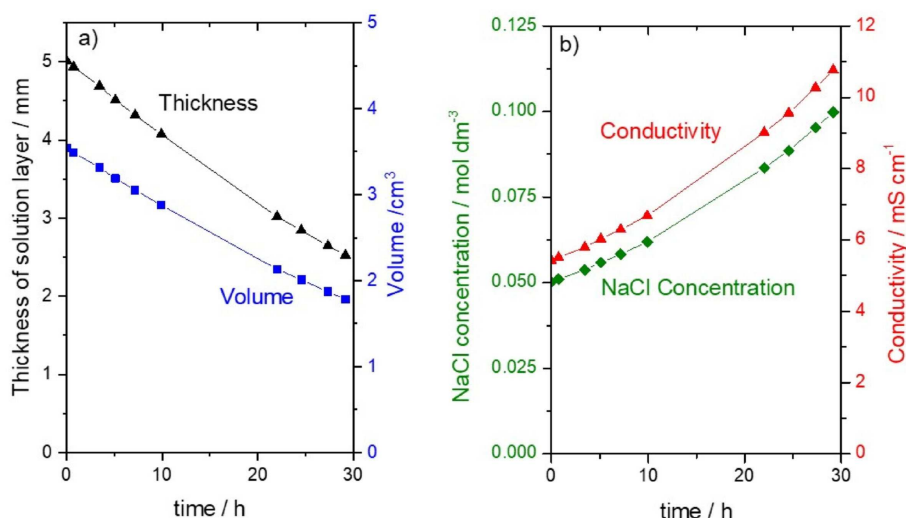 a)
Thickness of solution layer / mm
5
4
3
2
1
0
Thickness
Volume
5
4
3
2
1
0
Volume /cm³
0
10
20
30
time / h
b)
NaCl concentration / mol dm⁻³
0.125
0.100
0.075
0.050
0.025
0.000
Conductivity
NaCl Concentration
12
10
8
6
4
2
0
Conductivity / mS cm⁻¹
0
10
20
30
time / h